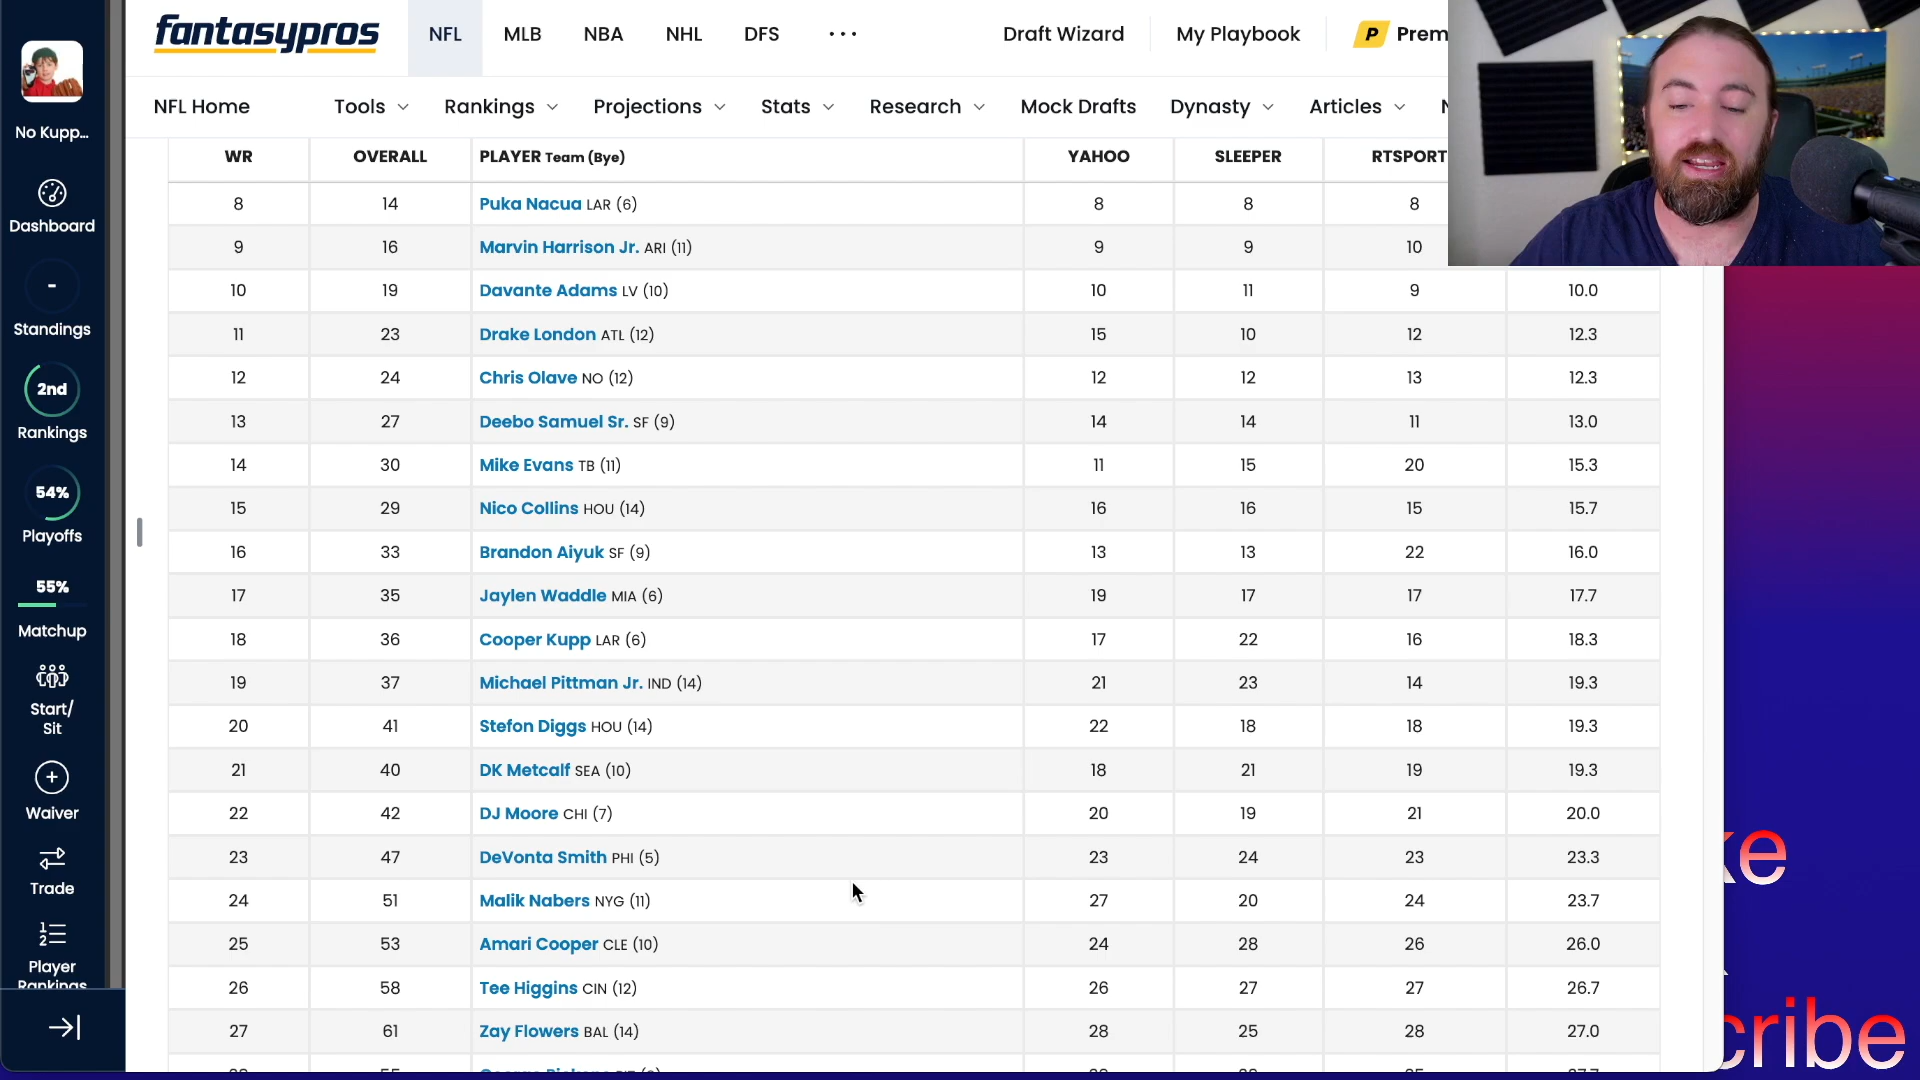 fantasypros
NFL MLB NBA NHL DFS ...
Draft Wizard My Playbook P Prem
NFL Home Tools Rankings Projections Stats Research Mock Drafts Dynasty Articles N
No Kupp...
Dashboard
-
Standings
2nd
Rankings
54%
Playoffs
55%
Matchup
Start/
Sit
Waiver
Trade
Player
Rankings
WR OVERALL PLAYER Team (Bye) YAHOO SLEEPER RTSPORT
8 14 Puka Nacua LAR (6) 8 8 8
9 16 Marvin Harrison Jr. ARI (11) 9 9 10
10 19 Davante Adams LV (10) 10 11 9 10.0
11 23 Drake London ATL (12) 15 10 12 12.3
12 24 Chris Olave NO (12) 12 12 13 12.3
13 27 Deebo Samuel Sr. SF (9) 14 14 11 13.0
14 30 Mike Evans TB (11) 11 15 20 15.3
15 29 Nico Collins HOU (14) 16 16 15 15.7
16 33 Brandon Aiyuk SF (9) 13 13 22 16.0
17 35 Jaylen Waddle MIA (6) 19 17 17 17.7
18 36 Cooper Kupp LAR (6) 17 22 16 18.3
19 37 Michael Pittman Jr. IND (14) 21 23 14 19.3
20 41 Stefon Diggs HOU (14) 22 18 18 19.3
21 40 DK Metcalf SEA (10) 18 21 19 19.3
22 42 DJ Moore CHI (7) 20 19 21 20.0
23 47 DeVonta Smith PHI (5) 23 24 23 23.3
24 51 Malik Nabers NYG (11) 27 20 24 23.7
25 53 Amari Cooper CLE (10) 24 28 26 26.0
26 58 Tee Higgins CIN (12) 26 27 27 26.7
27 61 Zay Flowers BAL (14) 28 25 28 27.0
ke
cribe